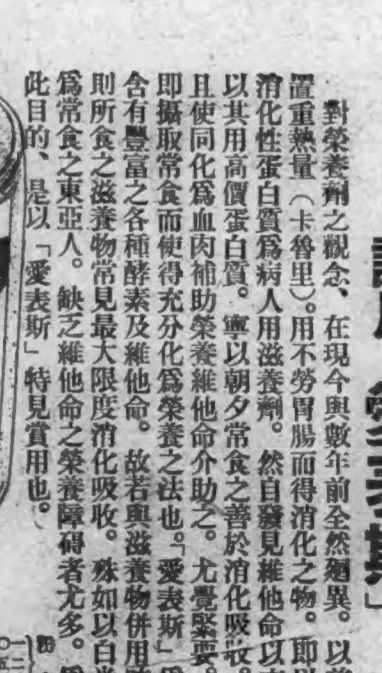 對榮養劑之觀念、在現今與數年前全然廻異。以
置重熱量（卡魯里）。用不勞胃腸而得消化之物。即
消化性蛋白質爲病人用滋養劑。然自發見維他命以
以其用高價蛋白質。寧以朝夕常食之善於消化吸收。
且使同化爲血肉補助榮養維他命介助之。尤覺緊要。
即攝取常食而使得充分化爲榮養之法也。「愛表斯」
含有豐富之各種酵素及維他命。故若與滋養物併用
則所食之滋養物常見最大限度消化吸收。殊如以白
爲常食之東亞人。缺乏維他命之榮養障碍者尤多。
此目的、是以「愛表斯」特見賞用也。